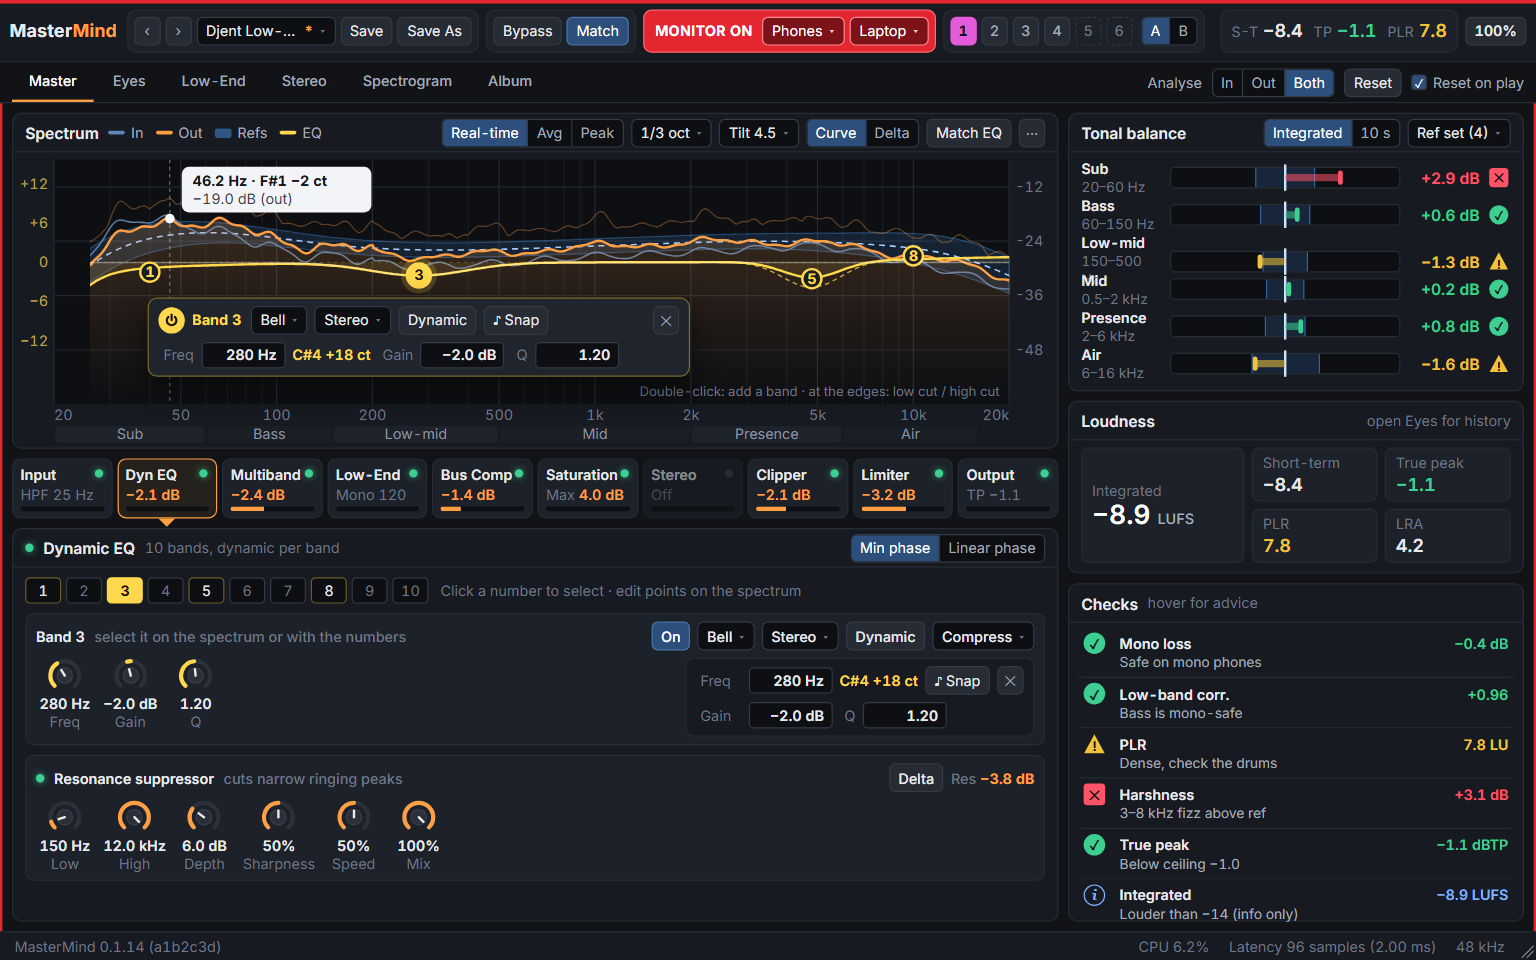 MasterMind ‹ › Djent Low-... * Save Save As Bypass Match MONITOR ON Phones Laptop 1 2 3 4 5 6 A B S-T −8.4 TP −1.1 PLR 7.8 100%
Master Eyes Low-End Stereo Spectrogram Album Analyse In Out Both Reset Reset on play
Spectrum In Out Refs EQ Real-time Avg Peak 1/3 oct Tilt 4.5 Curve Delta Match EQ ...
46.2 Hz · F#1 −2 ct
−19.0 dB (out)
+12 −12
+6
−24
0
−6 −36
−12
−48
1 3 5 8
Band 3 Bell Stereo Dynamic ♪ Snap
Freq 280 Hz C#4 +18 ct Gain −2.0 dB Q 1.20
Double-click: add a band · at the edges: low cut / high cut
20 50 100 200 500 1k 2k 5k 10k 20k
Sub Bass Low-mid Mid Presence Air
Input Dyn EQ Multiband Low-End Bus Comp Saturation Stereo Clipper Limiter Output
HPF 25 Hz −2.1 dB −2.4 dB Mono 120 −1.4 dB Max 4.0 dB Off −2.1 dB −3.2 dB TP −1.1
Dynamic EQ 10 bands, dynamic per band Min phase Linear phase
1 2 3 4 5 6 7 8 9 10 Click a number to select · edit points on the spectrum
Band 3 select it on the spectrum or with the numbers On Bell Stereo Dynamic Compress
280 Hz −2.0 dB 1.20
Freq Gain Q
Freq 280 Hz C#4 +18 ct ♪ Snap
Gain −2.0 dB Q 1.20
Resonance suppressor cuts narrow ringing peaks Delta Res −3.8 dB
150 Hz 12.0 kHz 6.0 dB 50% 50% 100%
Low High Depth Sharpness Speed Mix
Tonal balance Integrated 10 s Ref set (4)
Sub
20–60 Hz +2.9 dB
Bass
60–150 Hz +0.6 dB
Low-mid
150–500 −1.3 dB
Mid
0.5–2 kHz +0.2 dB
Presence
2–6 kHz +0.8 dB
Air
6–16 kHz −1.6 dB
Loudness open Eyes for history
Integrated
−8.9 LUFS
Short-term
−8.4
True peak
−1.1
PLR
7.8
LRA
4.2
Checks hover for advice
Mono loss −0.4 dB
Safe on mono phones
Low-band corr. +0.96
Bass is mono-safe
PLR 7.8 LU
Dense, check the drums
Harshness +3.1 dB
3–8 kHz fizz above ref
True peak −1.1 dBTP
Below ceiling −1.0
Integrated −8.9 LUFS
Louder than −14 (info only)
MasterMind 0.1.14 (a1b2c3d) CPU 6.2% Latency 96 samples (2.00 ms) 48 kHz